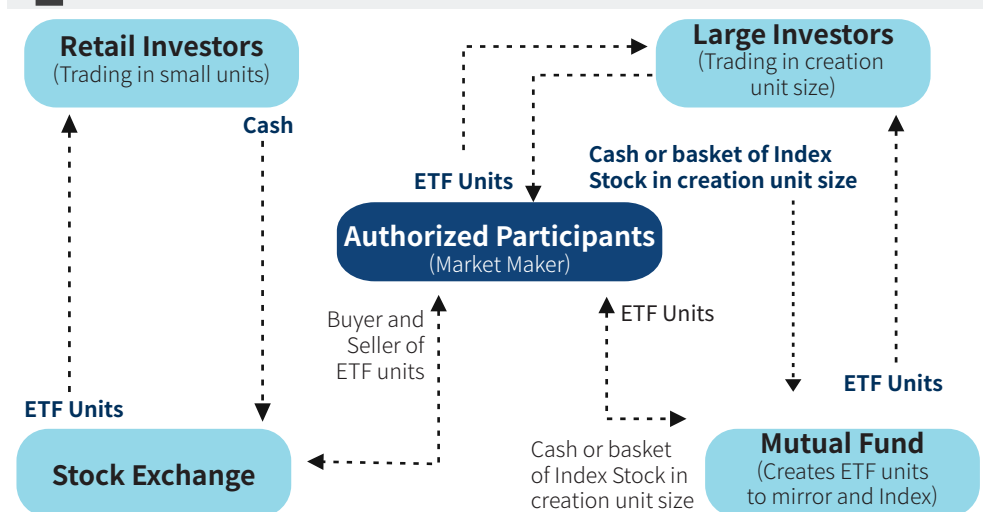 Retail Investors
(Trading in small units)
Large Investors
(Trading in creation
unit size)
Cash
ETF Units
Cash or basket of Index
Stock in creation unit size
Authorized Participants
(Market Maker)
Buyer and
Seller of
ETF units
ETF Units
ETF Units
ETF Units
Stock Exchange
Cash or basket
of Index Stock in
creation unit size
Mutual Fund
(Creates ETF units
to mirror and Index)